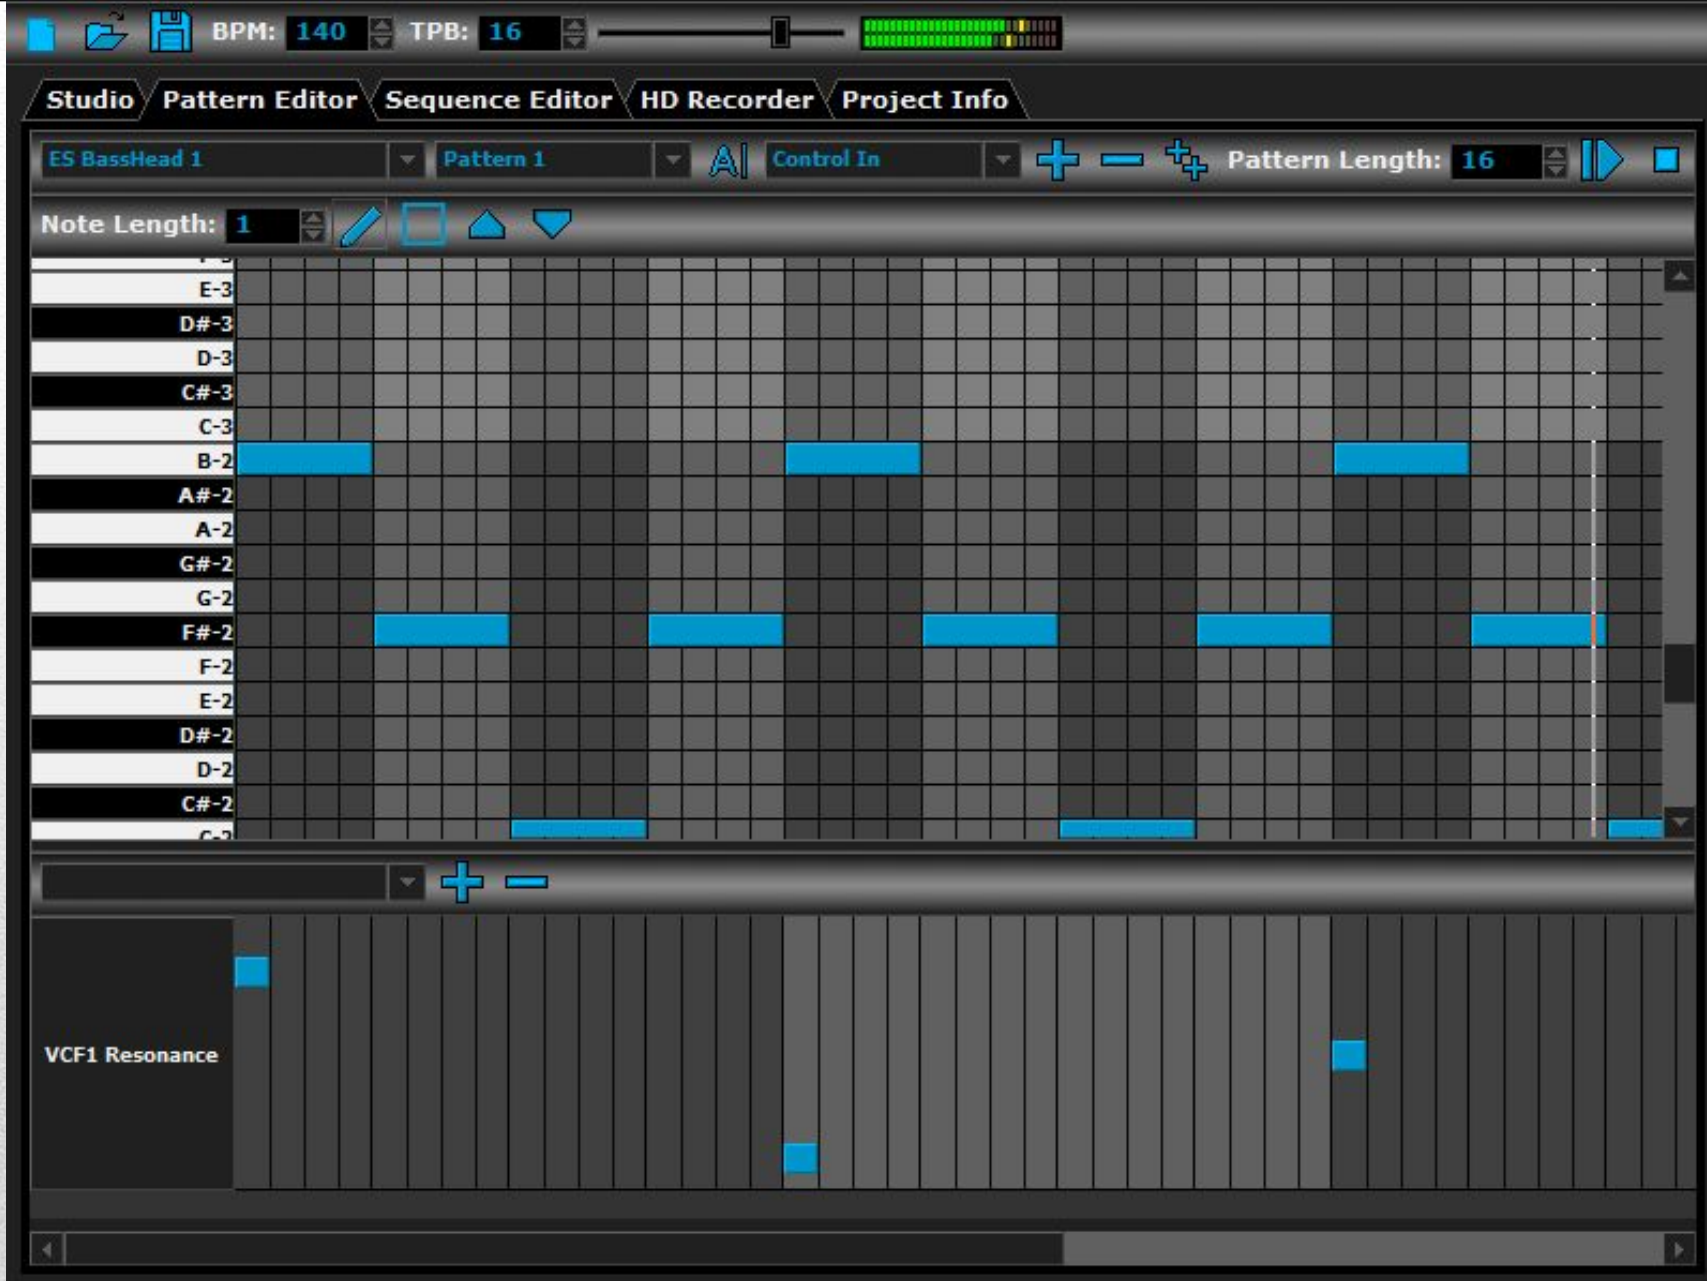 BPM: 140 TPB: 16
Studio Pattern Editor Sequence Editor HD Recorder Project Info
ES BassHead 1 Pattern 1 A Control In Pattern Length: 16
Note Length: 1
E-3
D#-3
D-3
C#-3
C-3
B-2
A#-2
A-2
G#-2
G-2
F#-2
F-2
E-2
D#-2
D-2
C#-2
C-2
VCF1 Resonance